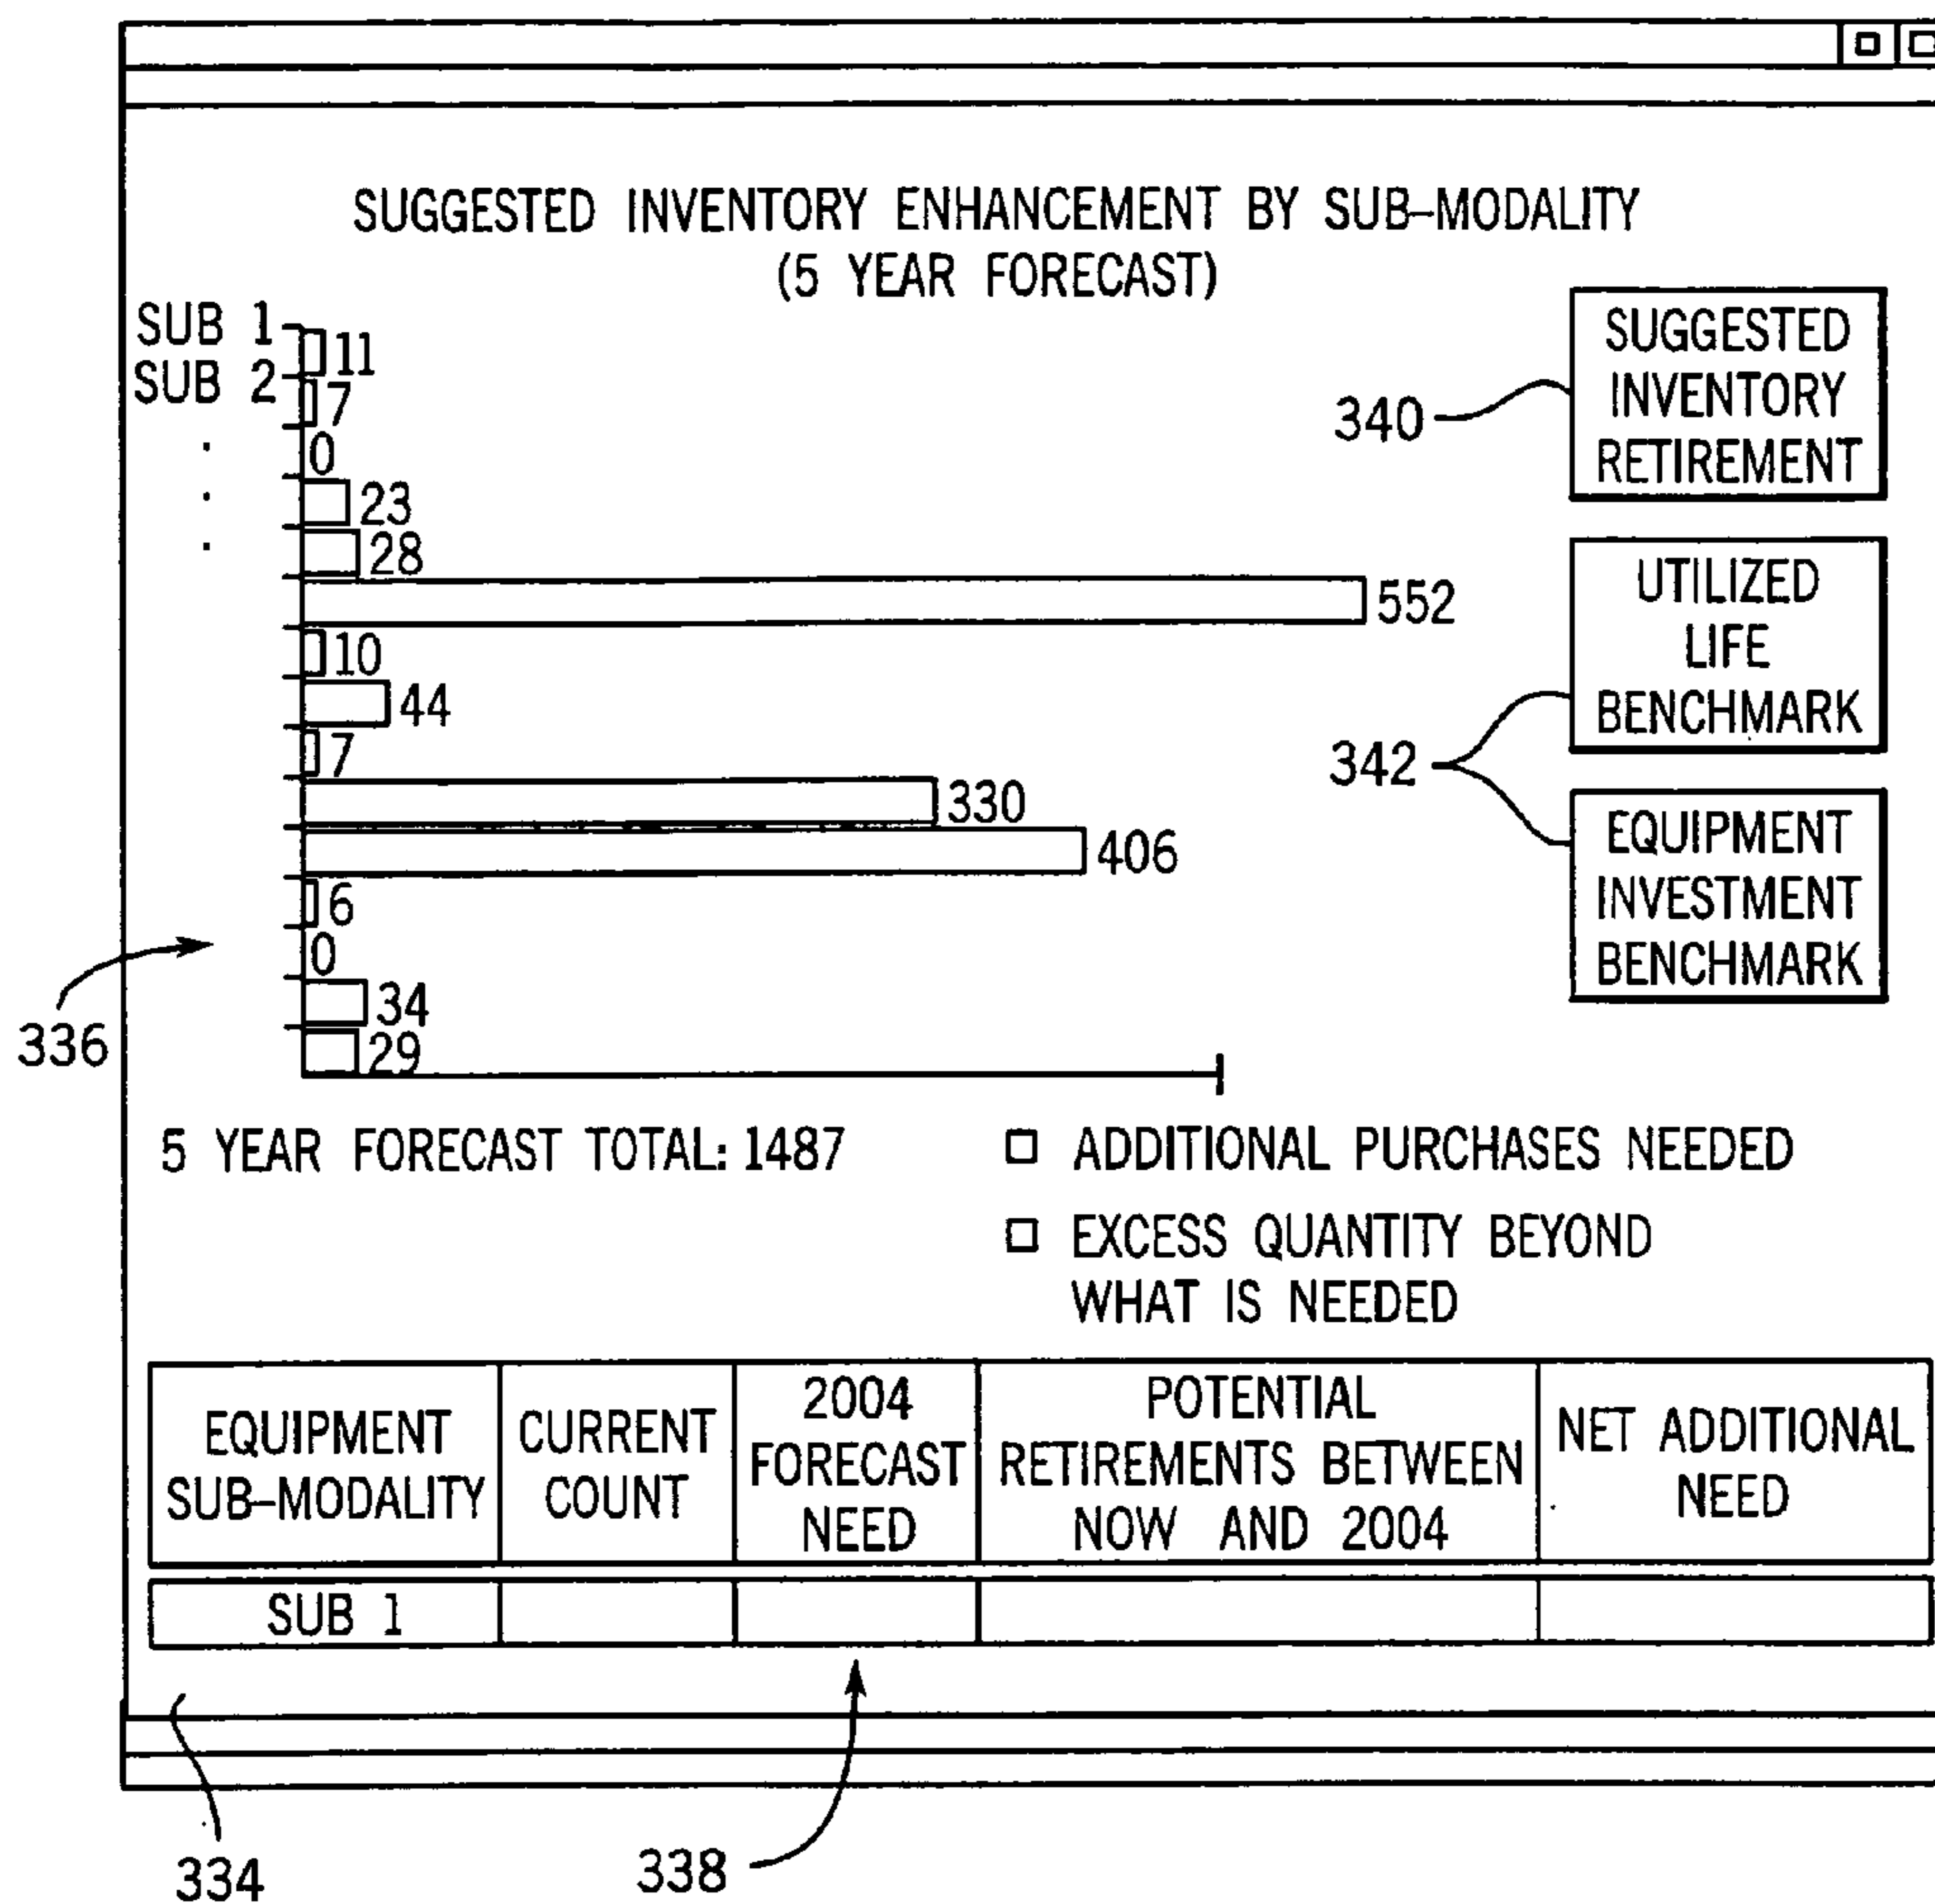 SUGGESTED INVENTORY ENHANCEMENT BY SUB-MODALITY
(5 YEAR FORECAST)
SUB 1
SUB 2
11
7
0
23
28
552
10
44
7
330
406
6
0
34
29
340
SUGGESTED
INVENTORY
RETIREMENT
342
UTILIZED
LIFE
BENCHMARK
EQUIPMENT
INVESTMENT
BENCHMARK
336
5 YEAR FORECAST TOTAL: 1487
ADDITIONAL PURCHASES NEEDED
EXCESS QUANTITY BEYOND
WHAT IS NEEDED
EQUIPMENT
SUB-MODALITY
CURRENT
COUNT
2004
FORECAST
NEED
POTENTIAL
RETIREMENTS BETWEEN
NOW AND 2004
NET ADDITIONAL
NEED
SUB 1
334
338